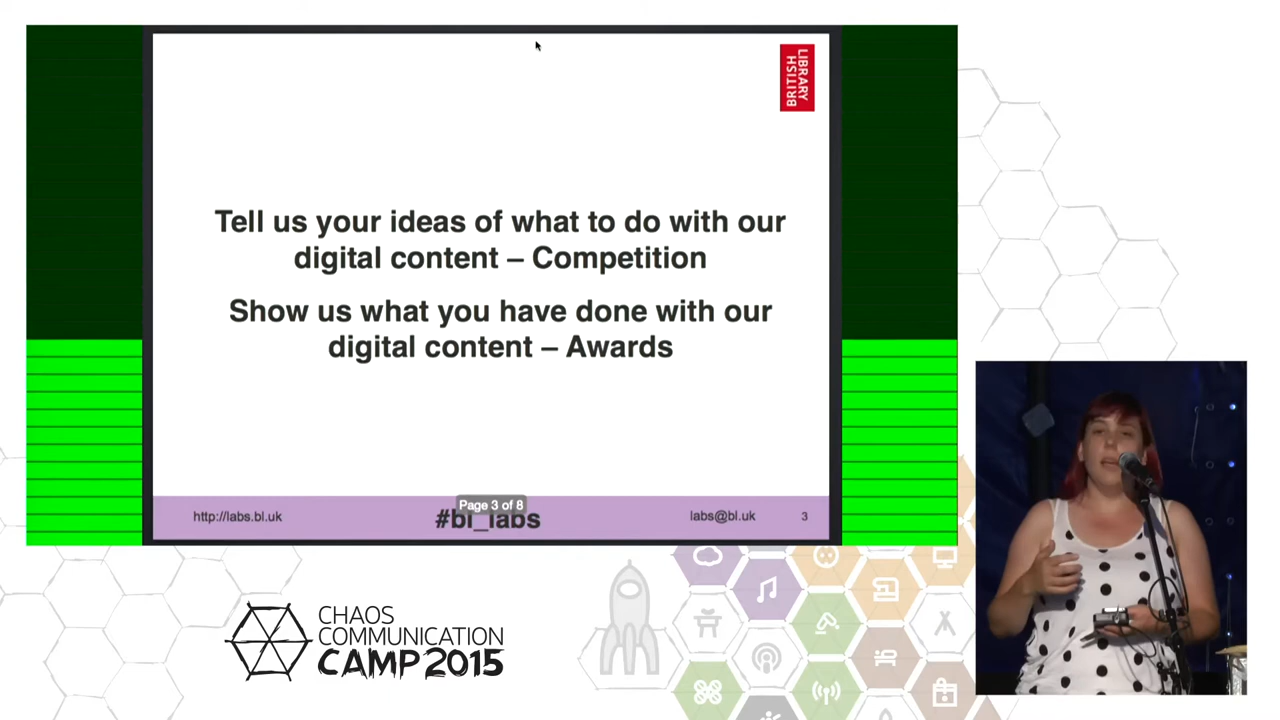 LIBRARY
BRITISH
Tell us your ideas of what to do with our
digital content – Competition
Show us what you have done with our
digital content – Awards
Page 3 of 8
http://labs.bl.uk
#bl_labs
labs@bl.uk
3
CHAOS
COMMUNICATION
CAMP 2015